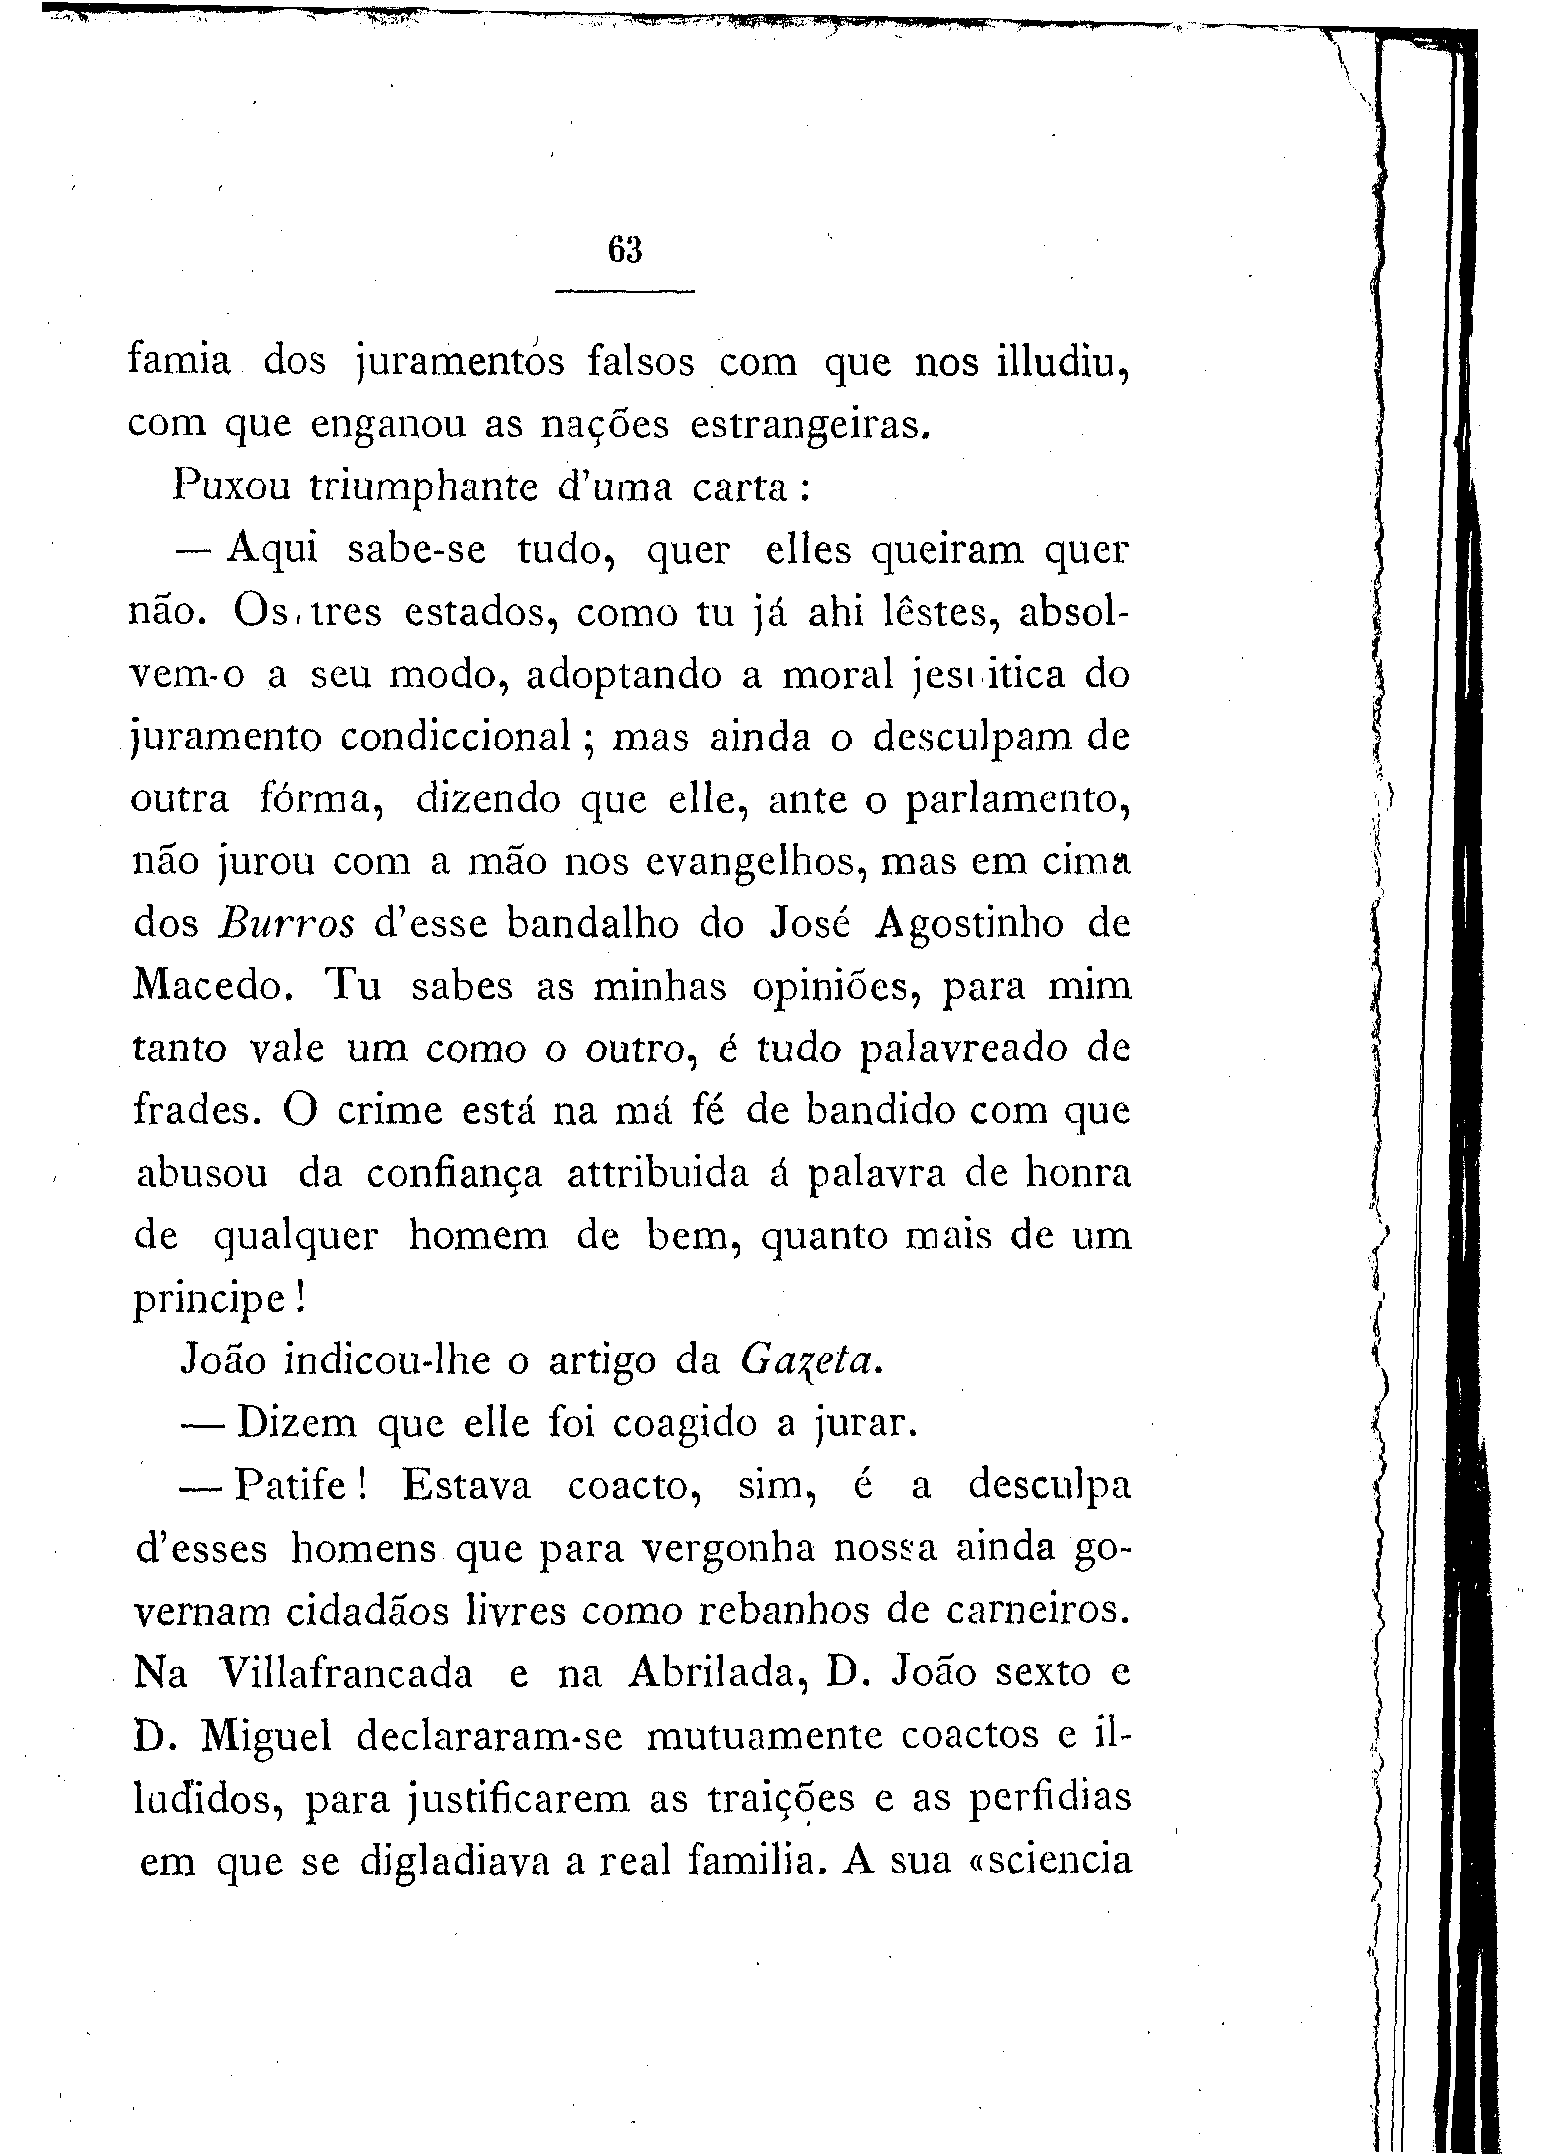 63
famia dos juramentos falsos com que nos illudiu,
com que enganou as nações estrangeiras.
Puxou triumphante d'uma carta :
— Aqui sabe-se tudo, quer elles queiram quer
não. Os tres estados, como tu já ahi lêstes, absol-
vem-o a seu modo, adoptando a moral jesuitica do
juramento condiccional ; mas ainda o desculpam de
outra fórma, dizendo que elle, ante o parlamento,
não jurou com a mão nos evangelhos, mas em cima
dos Burros d'esse bandalho do José Agostinho de
Macedo. Tu sabes as minhas opiniões, para mim
tanto vale um como o outro, é tudo palavreado de
frades. O crime está na má fé de bandido com que
abusou da confiança attribuida á palavra de honra
de qualquer homem de bem, quanto mais de um
principe !
João indicou-lhe o artigo da Gazeta.
— Dizem que elle foi coagido a jurar.
— Patife ! Estava coacto, sim, é a desculpa
d'esses homens que para vergonha nossa ainda go-
vernam cidadãos livres como rebanhos de carneiros.
Na Villafrancada e na Abrilada, D. João sexto e
D. Miguel declararam-se mutuamente coactos e il-
ludidos, para justificarem as traições e as perfidias
em que se digladiava a real familia. A sua «sciencia